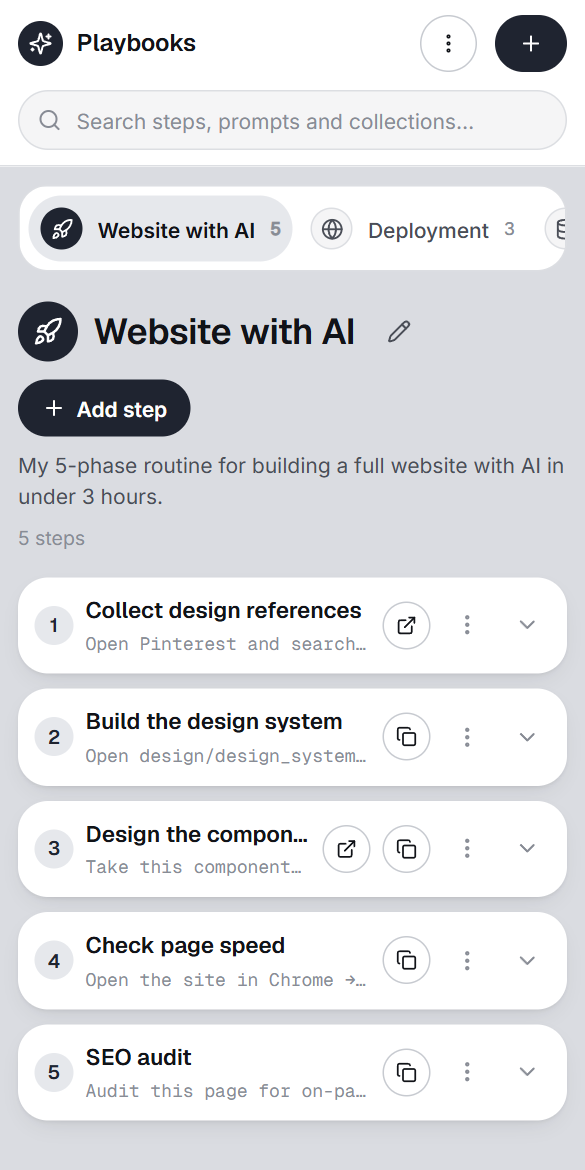 Playbooks
Search steps, prompts and collections...
Website with AI 5 Deployment 3
Website with AI
Add step
My 5-phase routine for building a full website with AI in
under 3 hours.
5 steps
1 Collect design references
Open Pinterest and search…
2 Build the design system
Open design/design_system…
3 Design the compon...
Take this component…
4 Check page speed
Open the site in Chrome →…
5 SEO audit
Audit this page for on-pa…